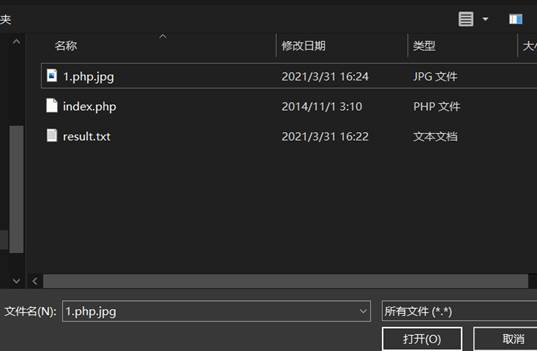 夹
名称 修改日期 类型 大小
1.php.jpg 2021/3/31 16:24 JPG 文件
index.php 2014/11/1 3:10 PHP 文件
result.txt 2021/3/31 16:22 文本文档
文件名(N): 1.php.jpg 所有文件 (*.*)
打开(O) 取消